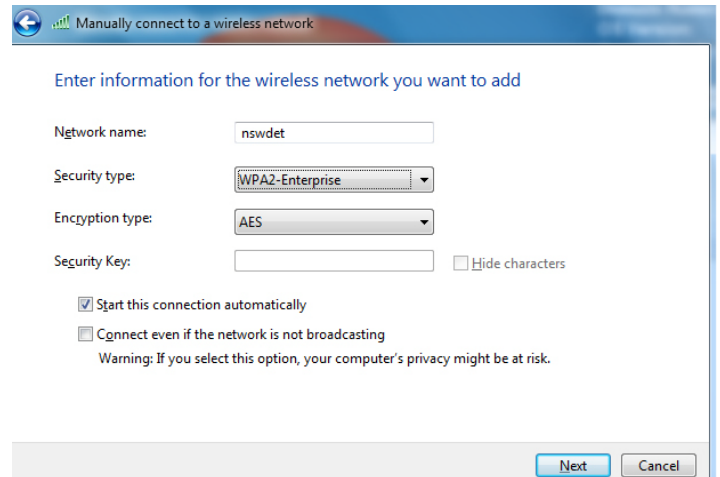 Manually connect to a wireless network
Enter information for the wireless network you want to add
Network name: nswdet
Security type: WPA2-Enterprise
Encryption type: AES
Security Key: Hide characters
Start this connection automatically
Connect even if the network is not broadcasting
Warning: If you select this option, your computer's privacy might be at risk.
Next Cancel